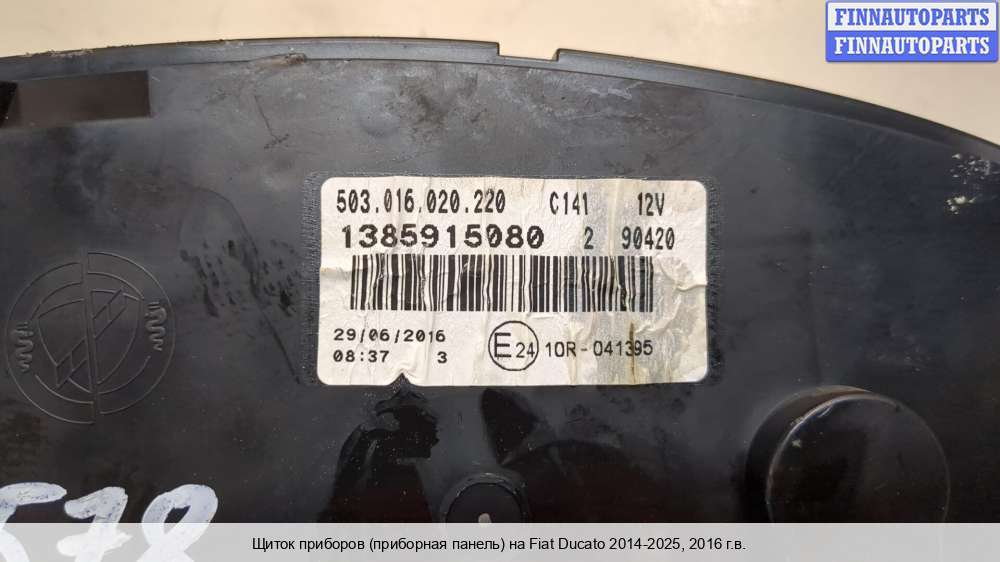 FINNAUTOPARTS
FINNAUTOPARTS
503.016.020.220 C141 12V
1385915080 2 90420
29/06/2016
08:37 3
E24 10R-041395
578
Щиток приборов (приборная панель) на Fiat Ducato 2014-2025, 2016 г.в.